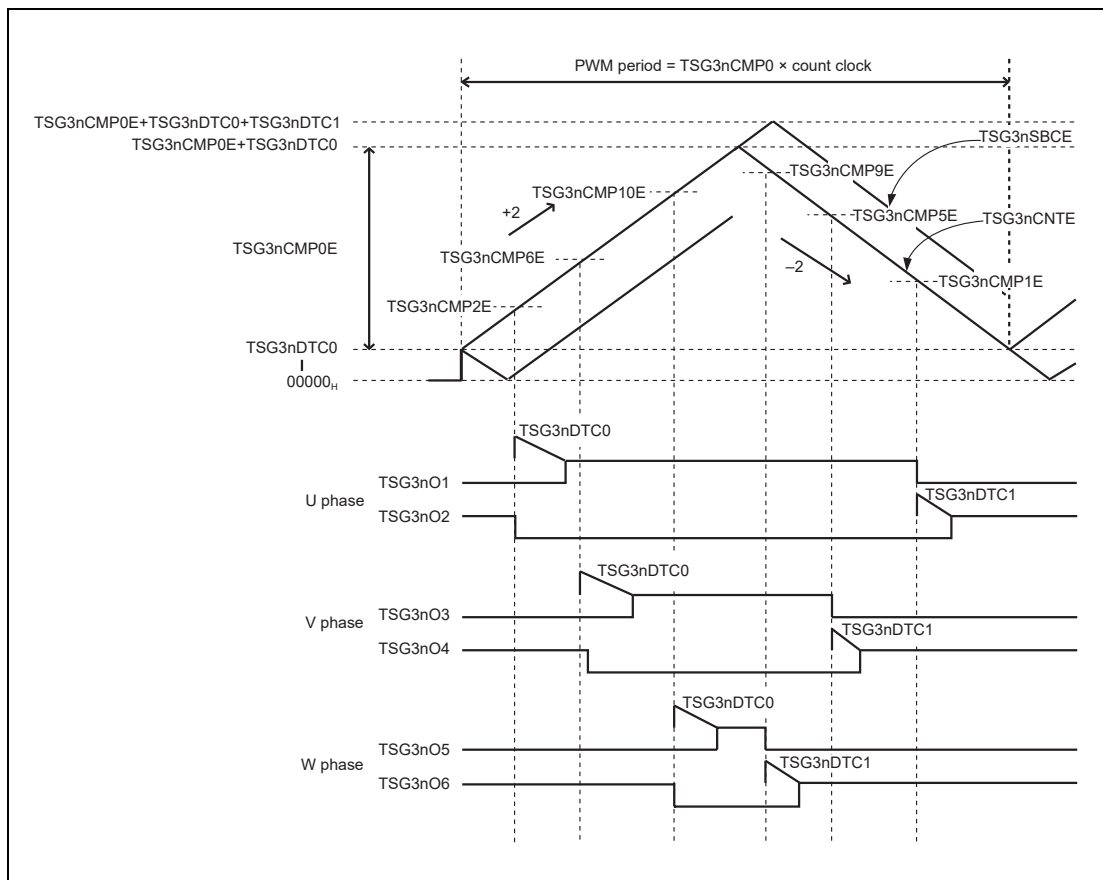 PWM period = TSG3nCMP0 × count clock
TSG3nCMP0E+TSG3nDTC0+TSG3nDTC1
TSG3nCMP0E+TSG3nDTC0
TSG3nSBCE
TSG3nCMP9E
TSG3nCMP10E
+2
TSG3nCMP5E
TSG3nCNTE
TSG3nCMP0E
TSG3nCMP6E
–2
TSG3nCMP1E
TSG3nCMP2E
TSG3nDTC0
00000H
TSG3nDTC0
TSG3nO1
U phase
TSG3nDTC1
TSG3nO2
TSG3nDTC0
TSG3nO3
V phase
TSG3nDTC1
TSG3nO4
TSG3nDTC0
TSG3nO5
W phase
TSG3nDTC1
TSG3nO6